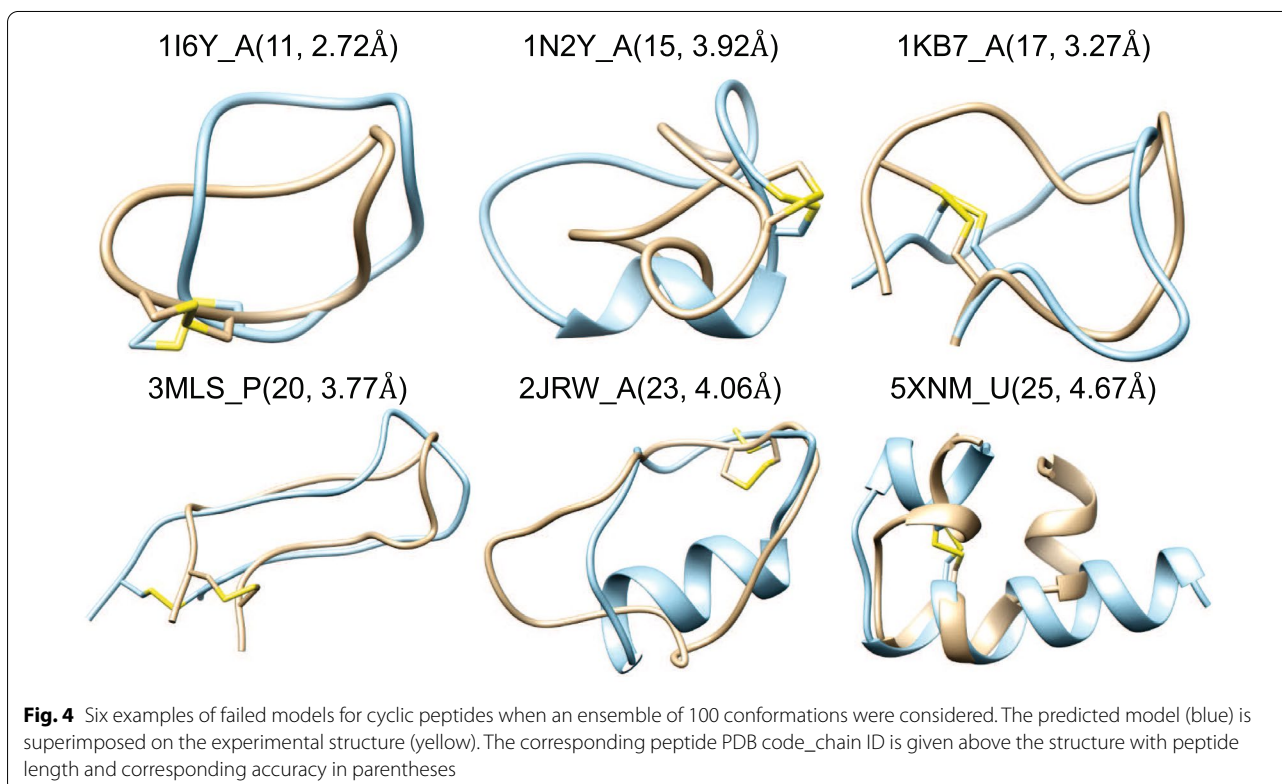 1I6Y_A(11, 2.72Å)
1N2Y_A(15, 3.92Å)
1KB7_A(17, 3.27Å)
3MLS_P(20, 3.77Å)
2JRW_A(23, 4.06Å)
5XNM_U(25, 4.67Å)
Fig. 4 Six examples of failed models for cyclic peptides when an ensemble of 100 conformations were considered. The predicted model (blue) is
superimposed on the experimental structure (yellow). The corresponding peptide PDB code_chain ID is given above the structure with peptide
length and corresponding accuracy in parentheses